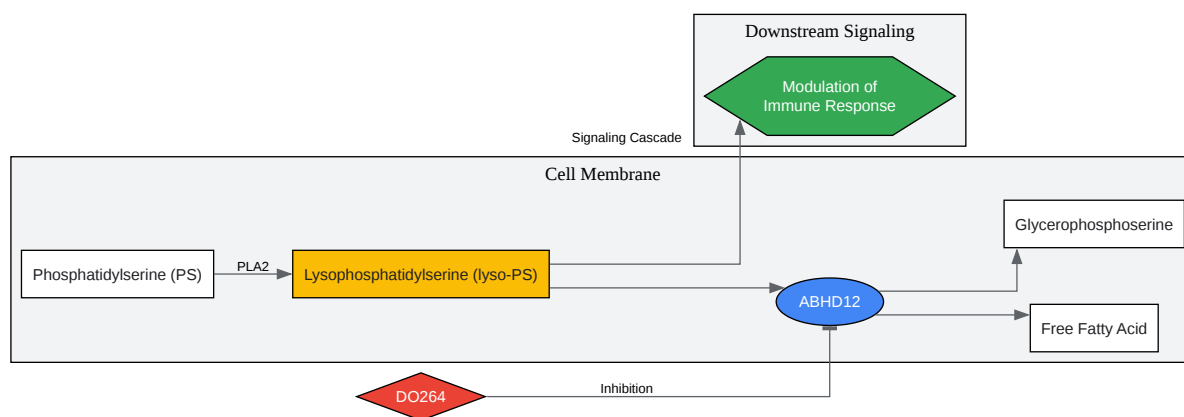 Downstream Signaling
Modulation of
Immune Response
Signaling Cascade
Cell Membrane
Glycerophosphoserine
Phosphatidylserine (PS)
PLA2
Lysophosphatidylserine (lyso-PS)
ABHD12
Free Fatty Acid
DO264
Inhibition